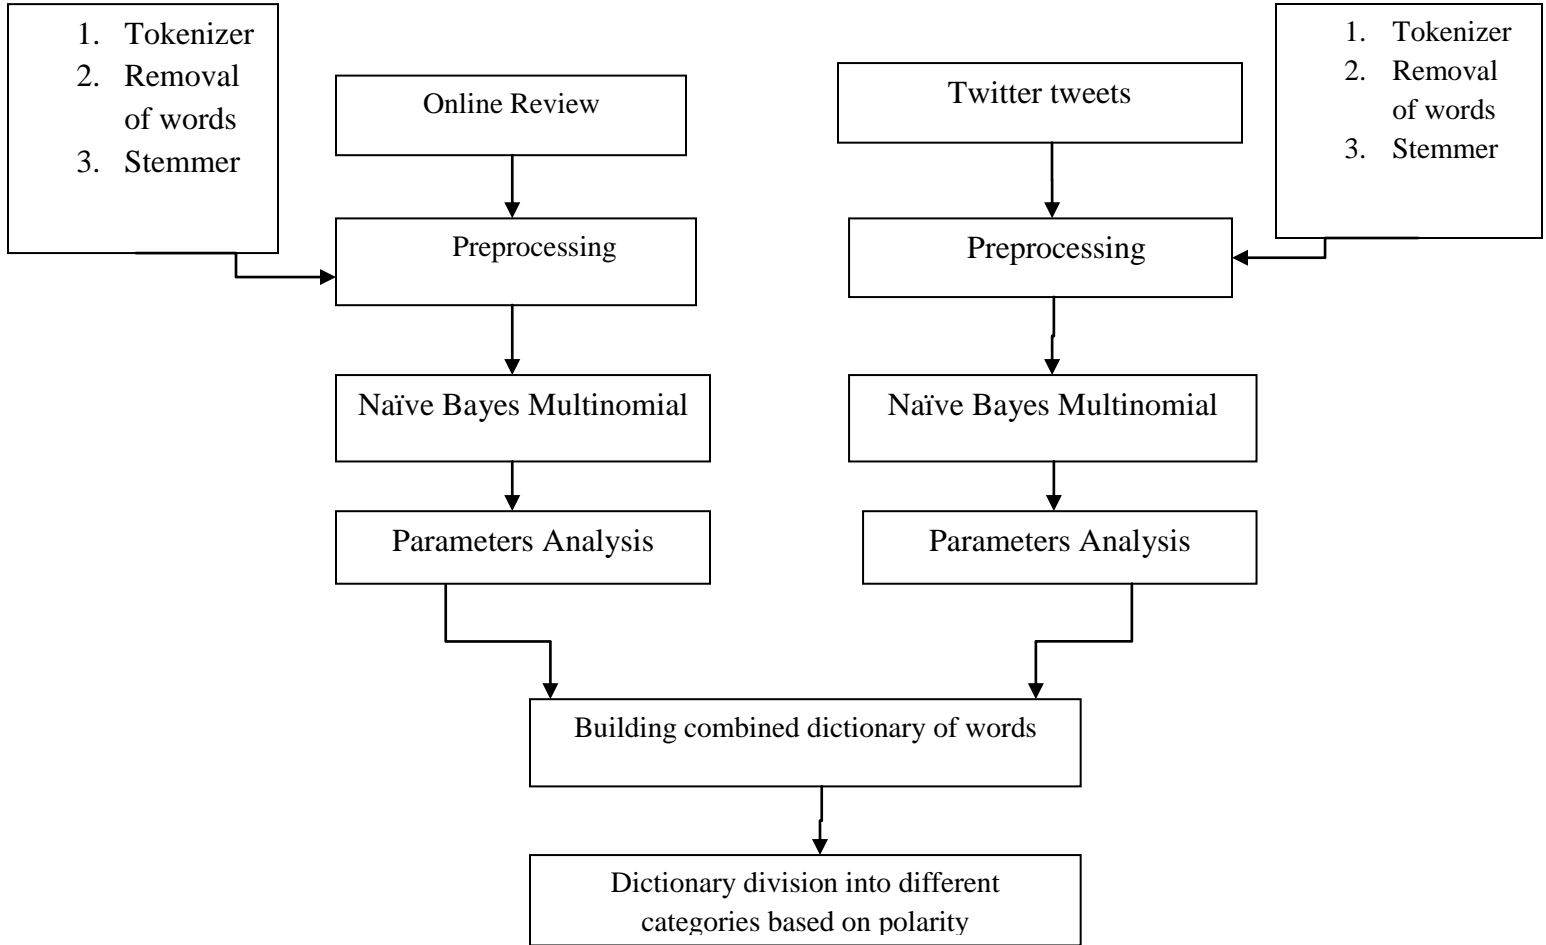 1. Tokenizer
2. Removal
of words
3. Stemmer
Online Review
Twitter tweets
1. Tokenizer
2. Removal
of words
3. Stemmer
Preprocessing
Preprocessing
Naïve Bayes Multinomial
Naïve Bayes Multinomial
Parameters Analysis
Parameters Analysis
Building combined dictionary of words
Dictionary division into different
categories based on polarity